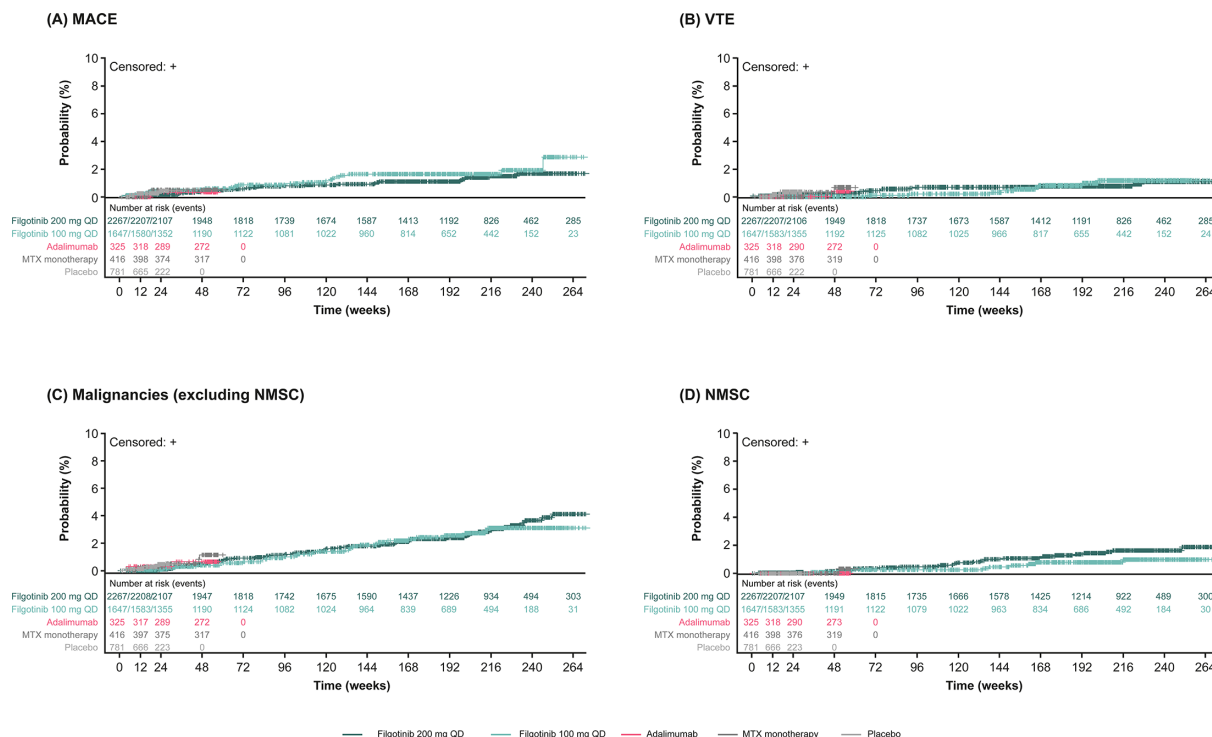 (A) MACE
10
8
6
4
2
0
Probability (%)
Censored: +
Number at risk (events)
Filgotinib 200 mg QD 2267/2207/2107 1948 1818 1739 1674 1587 1413 1192 826 462 285
Filgotinib 100 mg QD 1647/1580/1352 1190 1122 1081 1022 960 814 652 442 152 23
Adalimumab 325 318 289 272 0
MTX monotherapy 416 398 374 317 0
Placebo 781 665 222 0
0 12 24 48 72 96 120 144 168 192 216 240 264
Time (weeks)
(B) VTE
10
8
6
4
2
0
Probability (%)
Censored: +
Number at risk (events)
Filgotinib 200 mg QD 2267/2207/2106 1949 1818 1737 1673 1587 1412 1191 826 462 285
Filgotinib 100 mg QD 1647/1583/1355 1192 1125 1082 1025 966 817 655 442 152 24
Adalimumab 325 318 290 272 0
MTX monotherapy 416 398 376 319 0
Placebo 781 666 222 0
0 12 24 48 72 96 120 144 168 192 216 240 264
Time (weeks)
(C) Malignancies (excluding NMSC)
10
8
6
4
2
0
Probability (%)
Censored: +
Number at risk (events)
Filgotinib 200 mg QD 2267/2208/2107 1947 1818 1742 1675 1590 1437 1226 934 494 303
Filgotinib 100 mg QD 1647/1583/1355 1190 1124 1082 1024 964 839 689 494 188 31
Adalimumab 325 317 289 272 0
MTX monotherapy 416 397 375 317 0
Placebo 781 666 223 0
0 12 24 48 72 96 120 144 168 192 216 240 264
Time (weeks)
(D) NMSC
10
8
6
4
2
0
Probability (%)
Censored: +
Number at risk (events)
Filgotinib 200 mg QD 2267/2207/2107 1949 1815 1735 1666 1578 1425 1214 922 489 300
Filgotinib 100 mg QD 1647/1583/1355 1191 1122 1079 1022 963 834 686 492 184 30
Adalimumab 325 318 290 273 0
MTX monotherapy 416 398 376 319 0
Placebo 781 666 223 0
0 12 24 48 72 96 120 144 168 192 216 240 264
Time (weeks)
Filgotinib 200 mg QD Filgotinib 100 mg QD Adalimumab MTX monotherapy Placebo